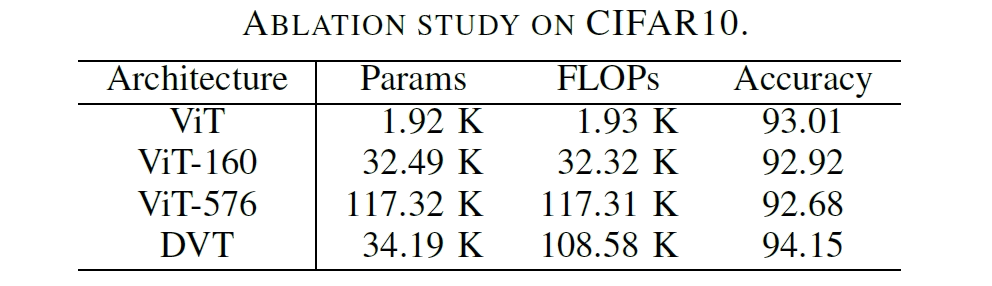 ABLATION STUDY ON CIFAR10.
Architecture Params FLOPs Accuracy
ViT 1.92 K 1.93 K 93.01
ViT-160 32.49 K 32.32 K 92.92
ViT-576 117.32 K 117.31 K 92.68
DVT 34.19 K 108.58 K 94.15